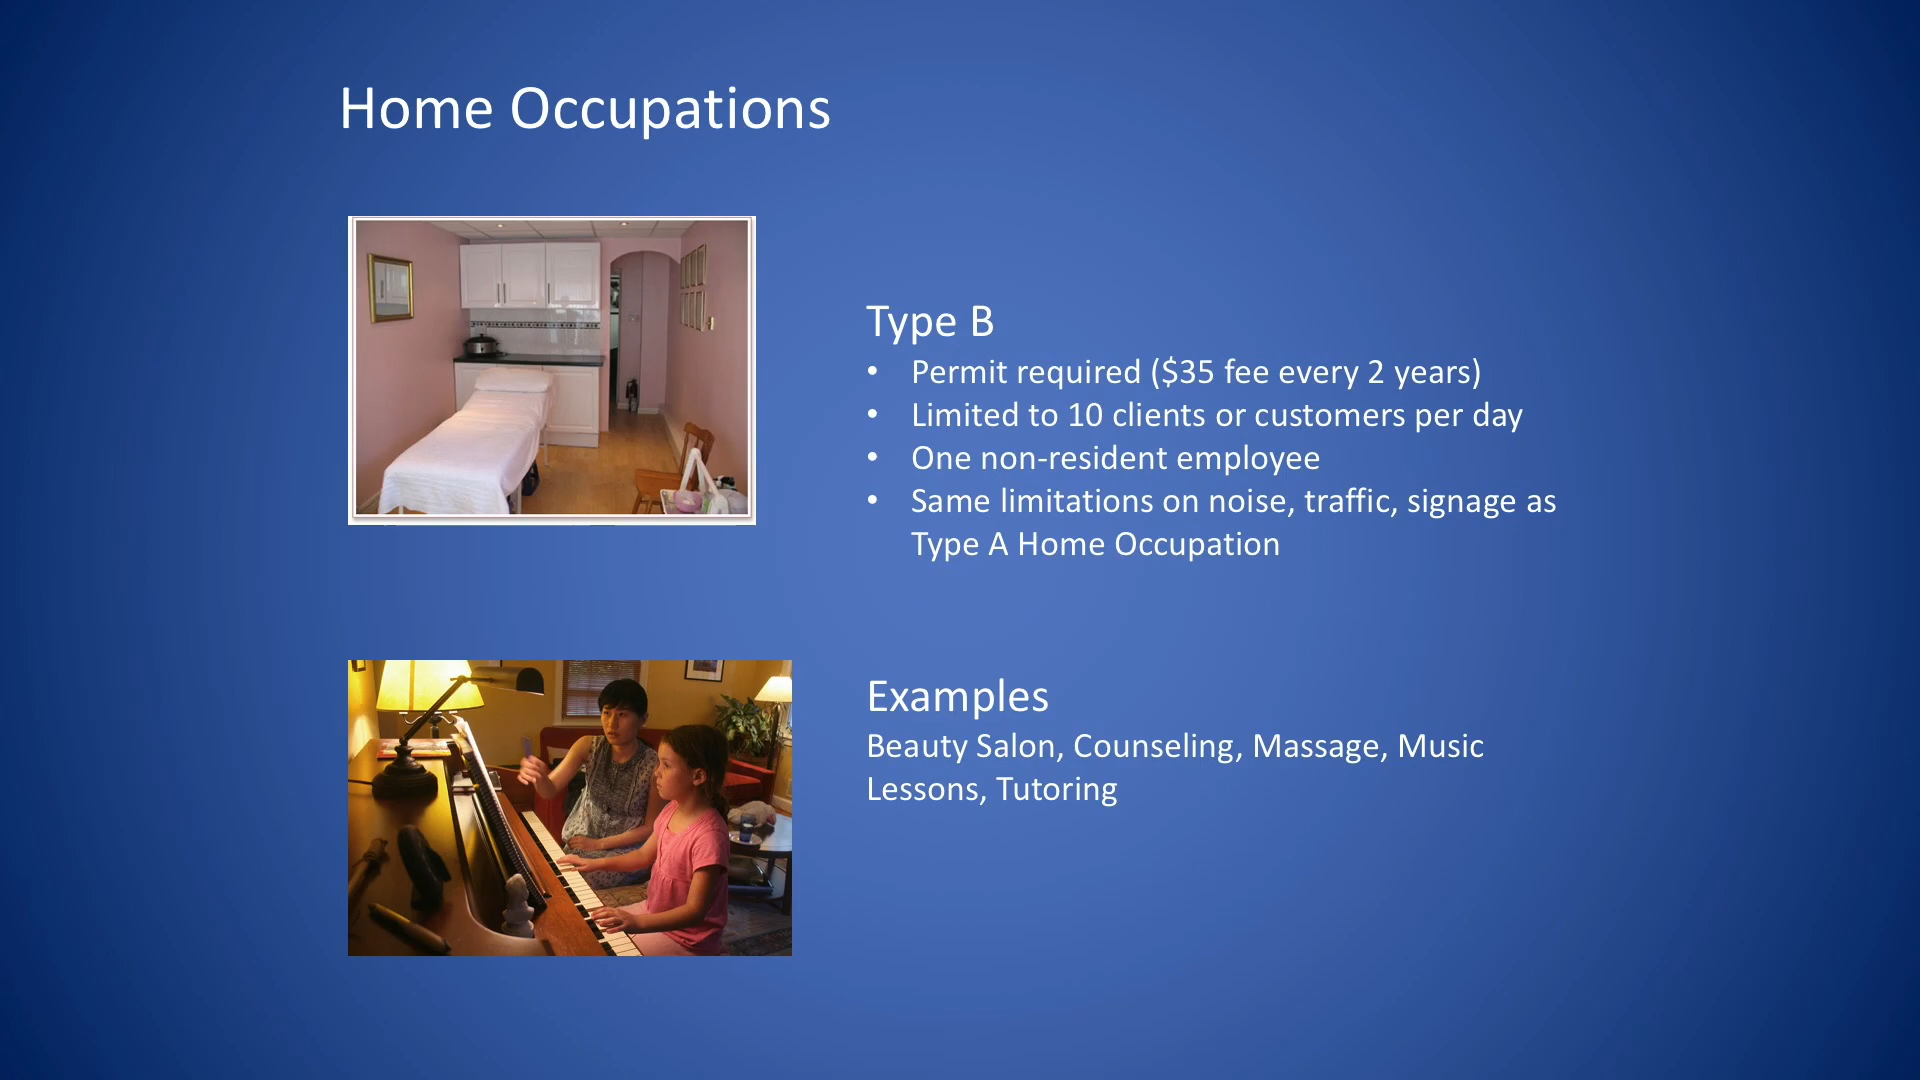 Home Occupations
Type B
• Permit required ($35 fee every 2 years)
• Limited to 10 clients or customers per day
• One non-resident employee
• Same limitations on noise, traffic, signage as
Type A Home Occupation
Examples
Beauty Salon, Counseling, Massage, Music
Lessons, Tutoring